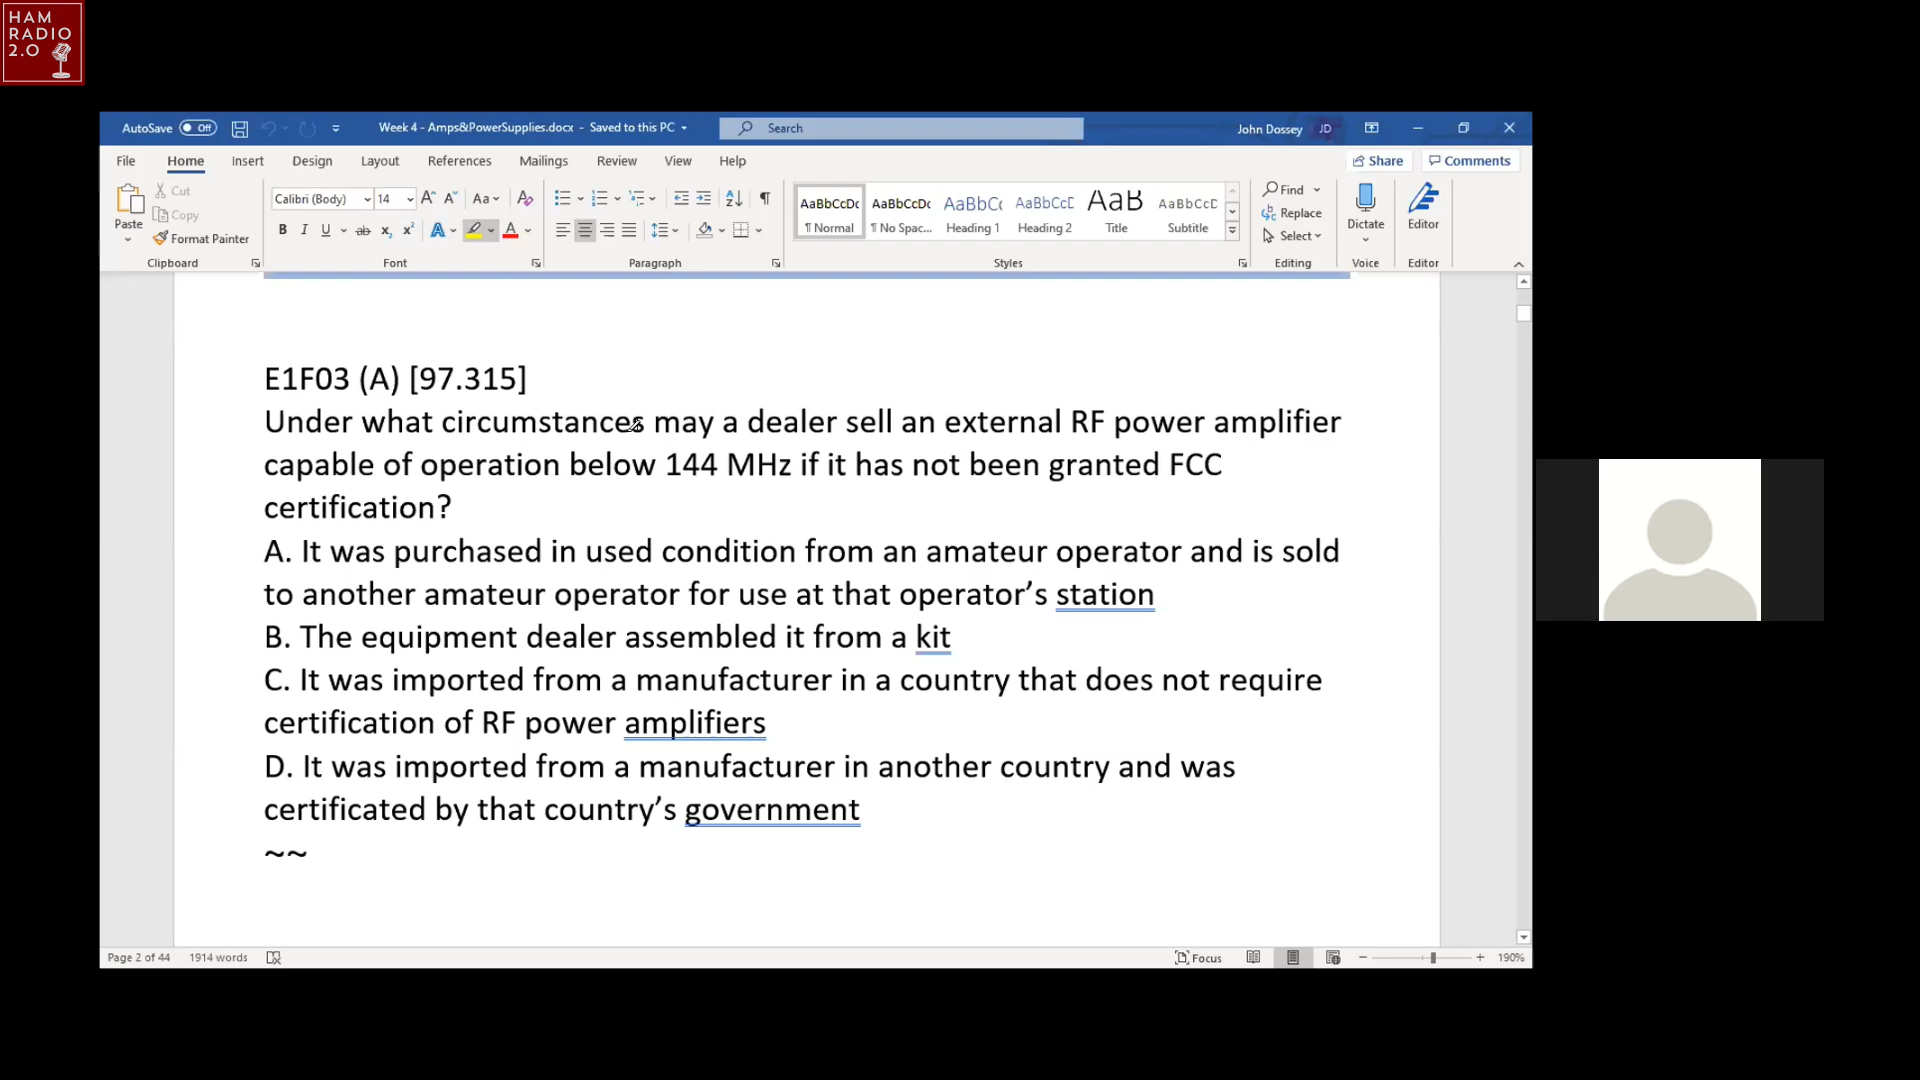 HAM
RADIO
2.0
AutoSave Off Week 4 - Amps&PowerSupplies.docx - Saved to this PC Search John Dossey JD
File Home Insert Design Layout References Mailings Review View Help Share Comments
Paste Cut Copy Format Painter Clipboard
Calibri (Body) 14 A A Aa A B I U ab x₂ x² A A Font
Paragraph
AaBbCcDc ¶ Normal AaBbCcDc ¶ No Spac... AaBbCc Heading 1 AaBbCcC Heading 2 AaB Title AaBbCcC Subtitle Styles
Find Replace Select Editing
Dictate Voice
Editor Editor
E1F03 (A) [97.315]
Under what circumstances may a dealer sell an external RF power amplifier
capable of operation below 144 MHz if it has not been granted FCC
certification?
A. It was purchased in used condition from an amateur operator and is sold
to another amateur operator for use at that operator’s station
B. The equipment dealer assembled it from a kit
C. It was imported from a manufacturer in a country that does not require
certification of RF power amplifiers
D. It was imported from a manufacturer in another country and was
certificated by that country’s government
~~
Page 2 of 44 1914 words Focus 190%